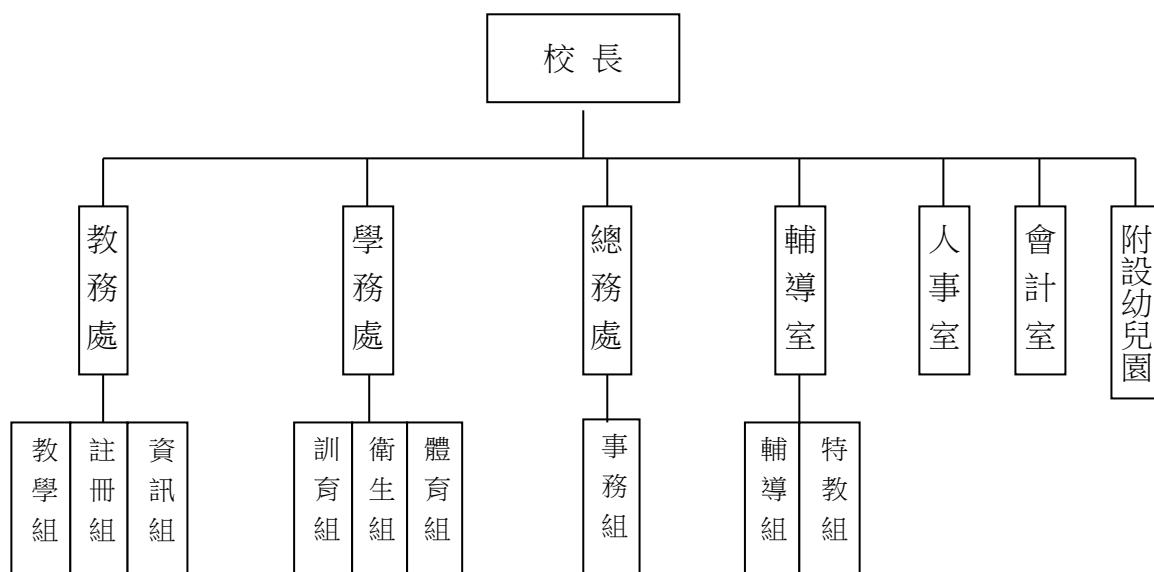 校長
教務處
學務處
總務處
輔導室
人事室
會計室
附設幼兒園
教學組
註冊組
資訊組
訓育組
衛生組
體育組
事務組
輔導組
特教組